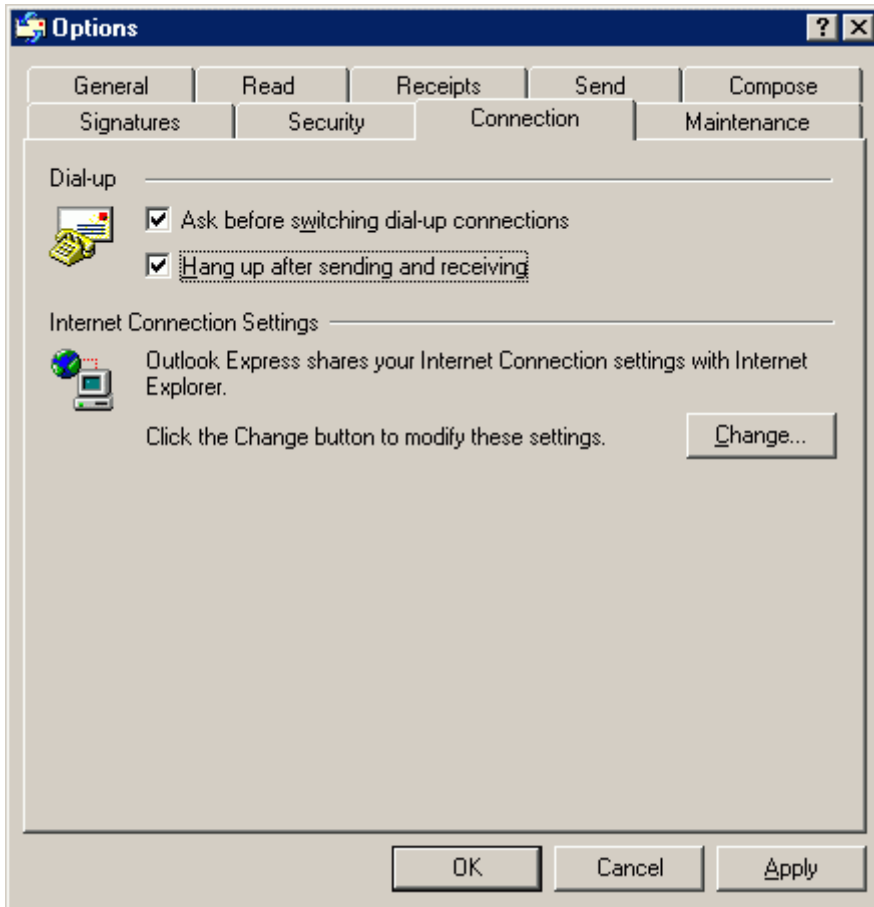 Options
General Read Receipts Send Compose
Signatures Security Connection Maintenance
Dial-up
Ask before switching dial-up connections
Hang up after sending and receiving
Internet Connection Settings
Outlook Express shares your Internet Connection settings with Internet
Explorer.
Click the Change button to modify these settings. Change...
OK Cancel Apply